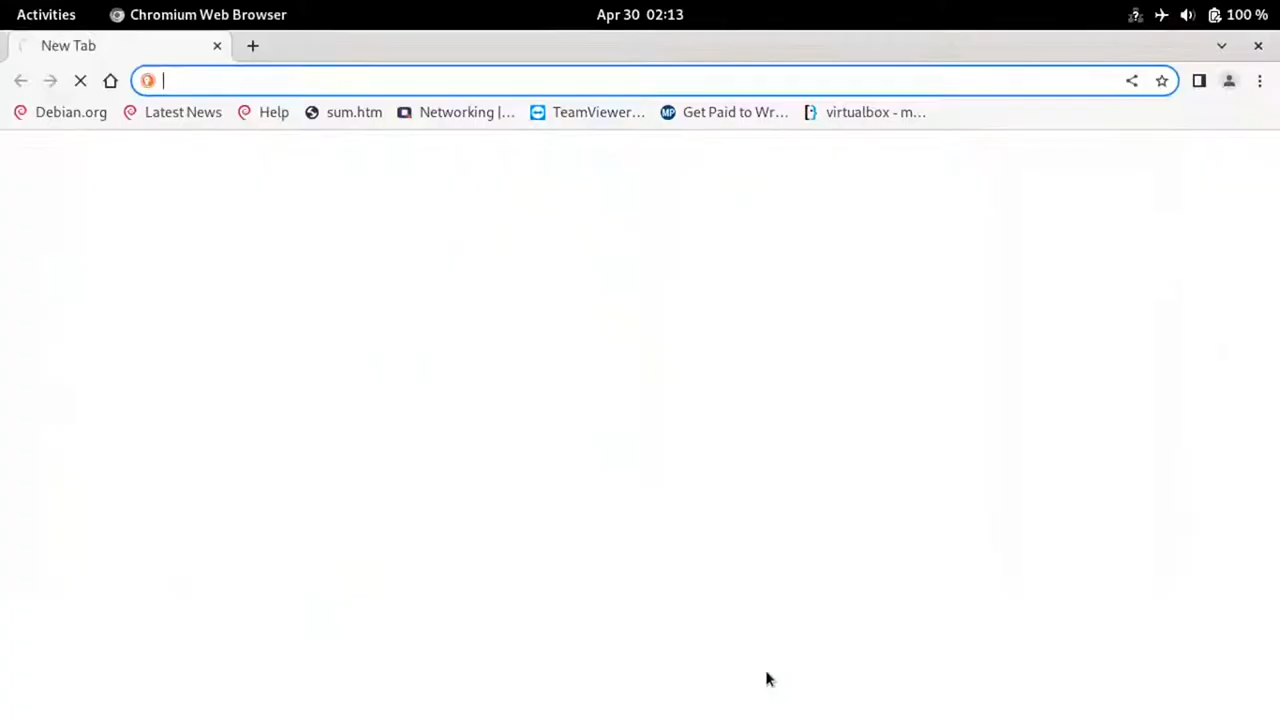 Activities Chromium Web Browser Apr 30 02:13 100 %
New Tab
Debian.org Latest News Help sum.htm Networking |... TeamViewer... Get Paid to Wr... virtualbox - m...